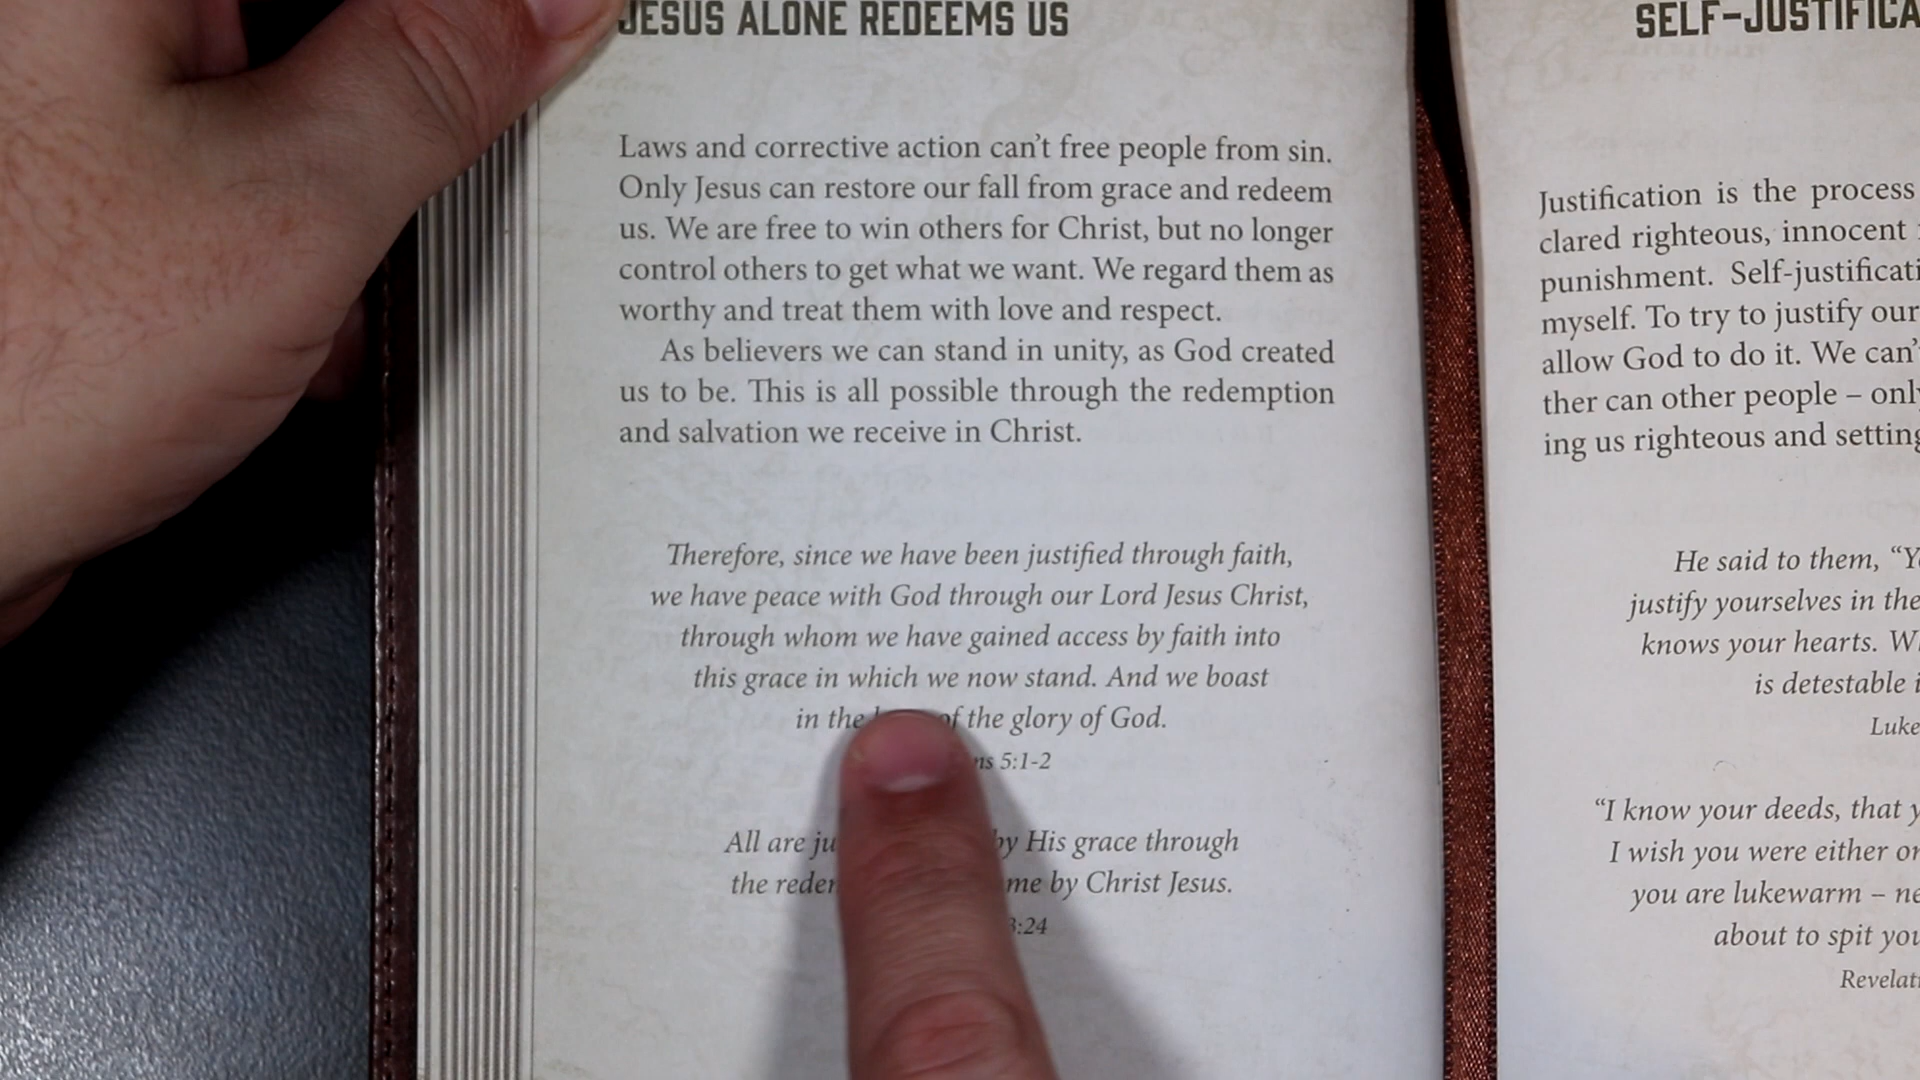 JESUS ALONE REDEEMS US
Laws and corrective action can't free people from sin.
Only Jesus can restore our fall from grace and redeem
us. We are free to win others for Christ, but no longer
control others to get what we want. We regard them as
worthy and treat them with love and respect.
As believers we can stand in unity, as God created
us to be. This is all possible through the redemption
and salvation we receive in Christ.
Therefore, since we have been justified through faith,
we have peace with God through our Lord Jesus Christ,
through whom we have gained access by faith into
this grace in which we now stand. And we boast
in the of the glory of God.
5:1-2
All are by His grace through
the by Christ Jesus.
3:24
Justification is the process
clared righteous, innocent
punishment. Self-justificati
myself. To try to justify our
allow God to do it. We can'
ther can other people – only
ing us righteous and setting
He said to them, “Y
justify yourselves in the
knows your hearts. W
is detestable
Luke
“I know your deeds, that y
I wish you were either or
you are lukewarm – ne
about to spit you
Revelati
SELF-JUSTIFICA